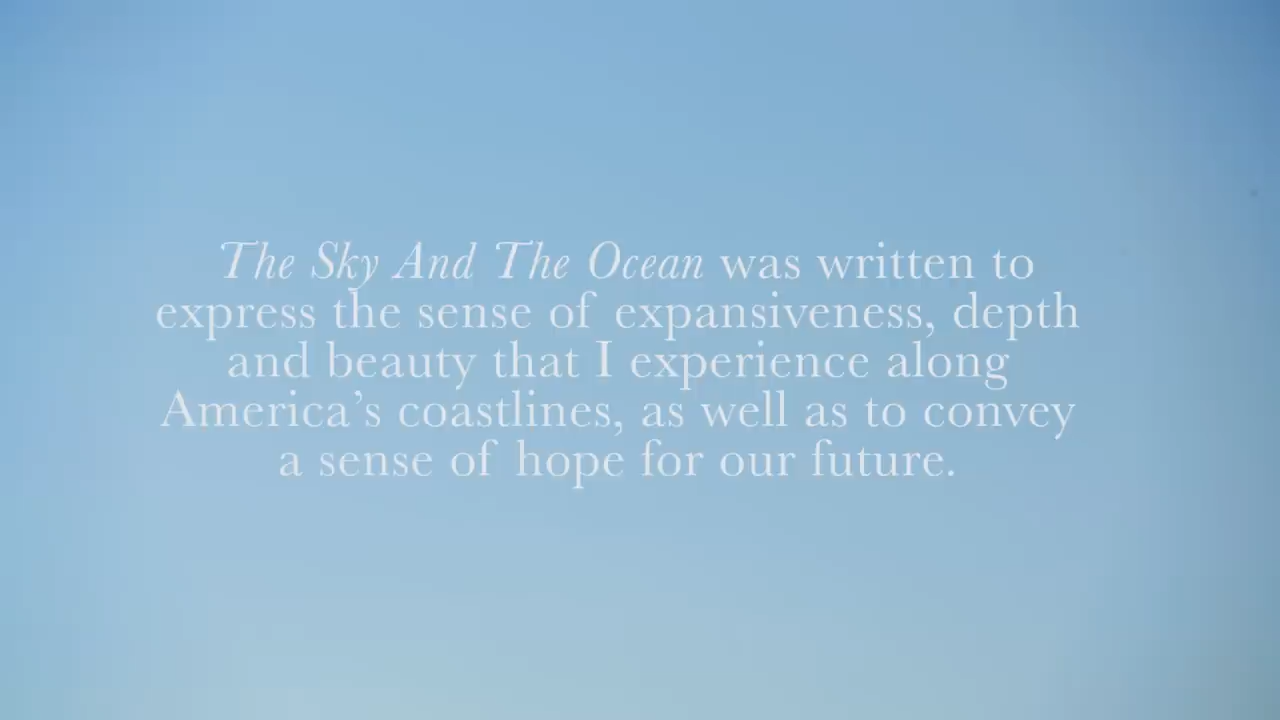 The Sky And The Ocean was written to
express the sense of expansiveness, depth
and beauty that I experience along
America's coastlines, as well as to convey
a sense of hope for our future.